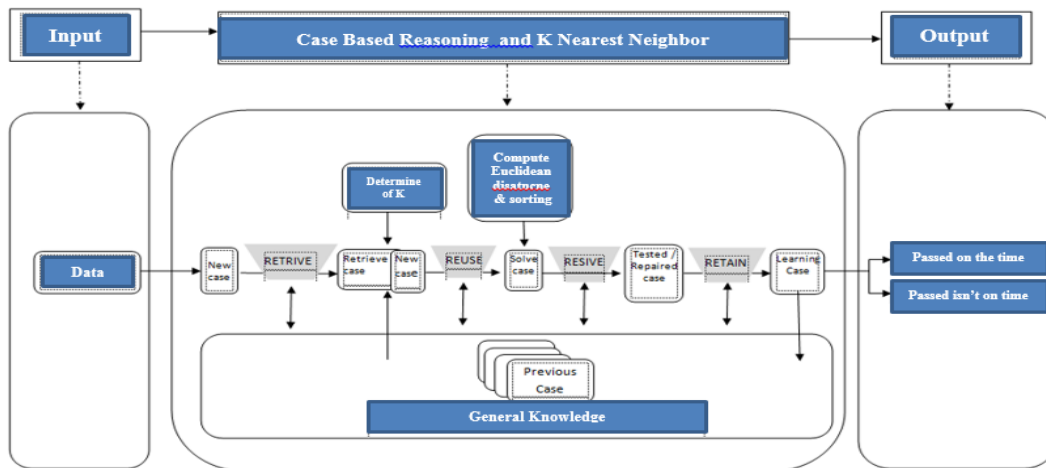 Input
Case Based Reasoning and K Nearest Neighbor
Output
Compute
Euclidean
disatocne
& sorting
Determine
of K
Data
New
case
RETRIVE
Retrieve
case
New
case
REUSE
Solve
case
RESIVE
Tested /
Repaired
case
RETAIN
Learning
Case
Passed on the time
Passed isn't on time
Previous
Case
General Knowledge